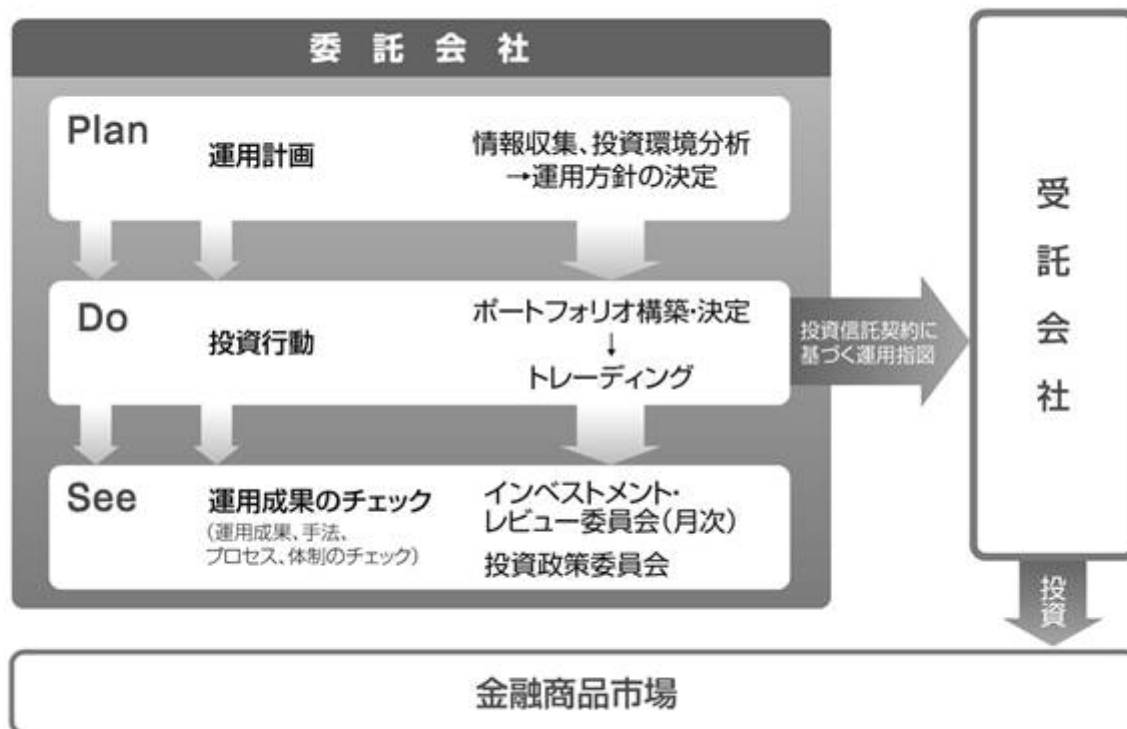 委託会社
Plan
運用計画
情報収集、投資環境分析
→運用方針の決定
Do
投資行動
ポートフォリオ構築・決定
↓
トレーディング
投資信託契約に
基づく運用指図
See
運用成果のチェック
(運用成果、手法、
プロセス、体制のチェック)
インベストメント・
レビュー委員会(月次)
投資政策委員会
受託会社
投資
金融商品市場